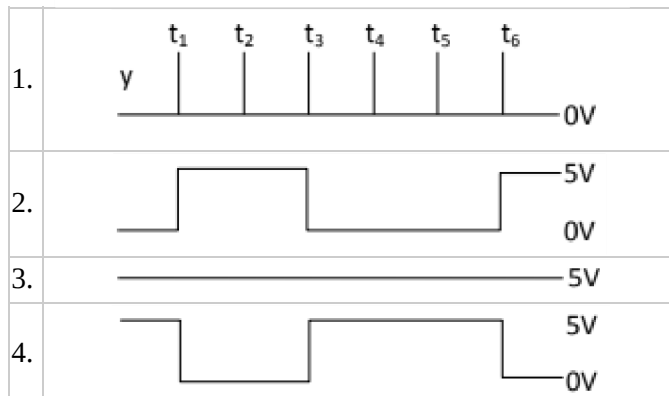 t₁ t₂ t₃ t₄ t₅ t₆
1. y
0V
5V
2.
0V
3. 5V
5V
4.
0V